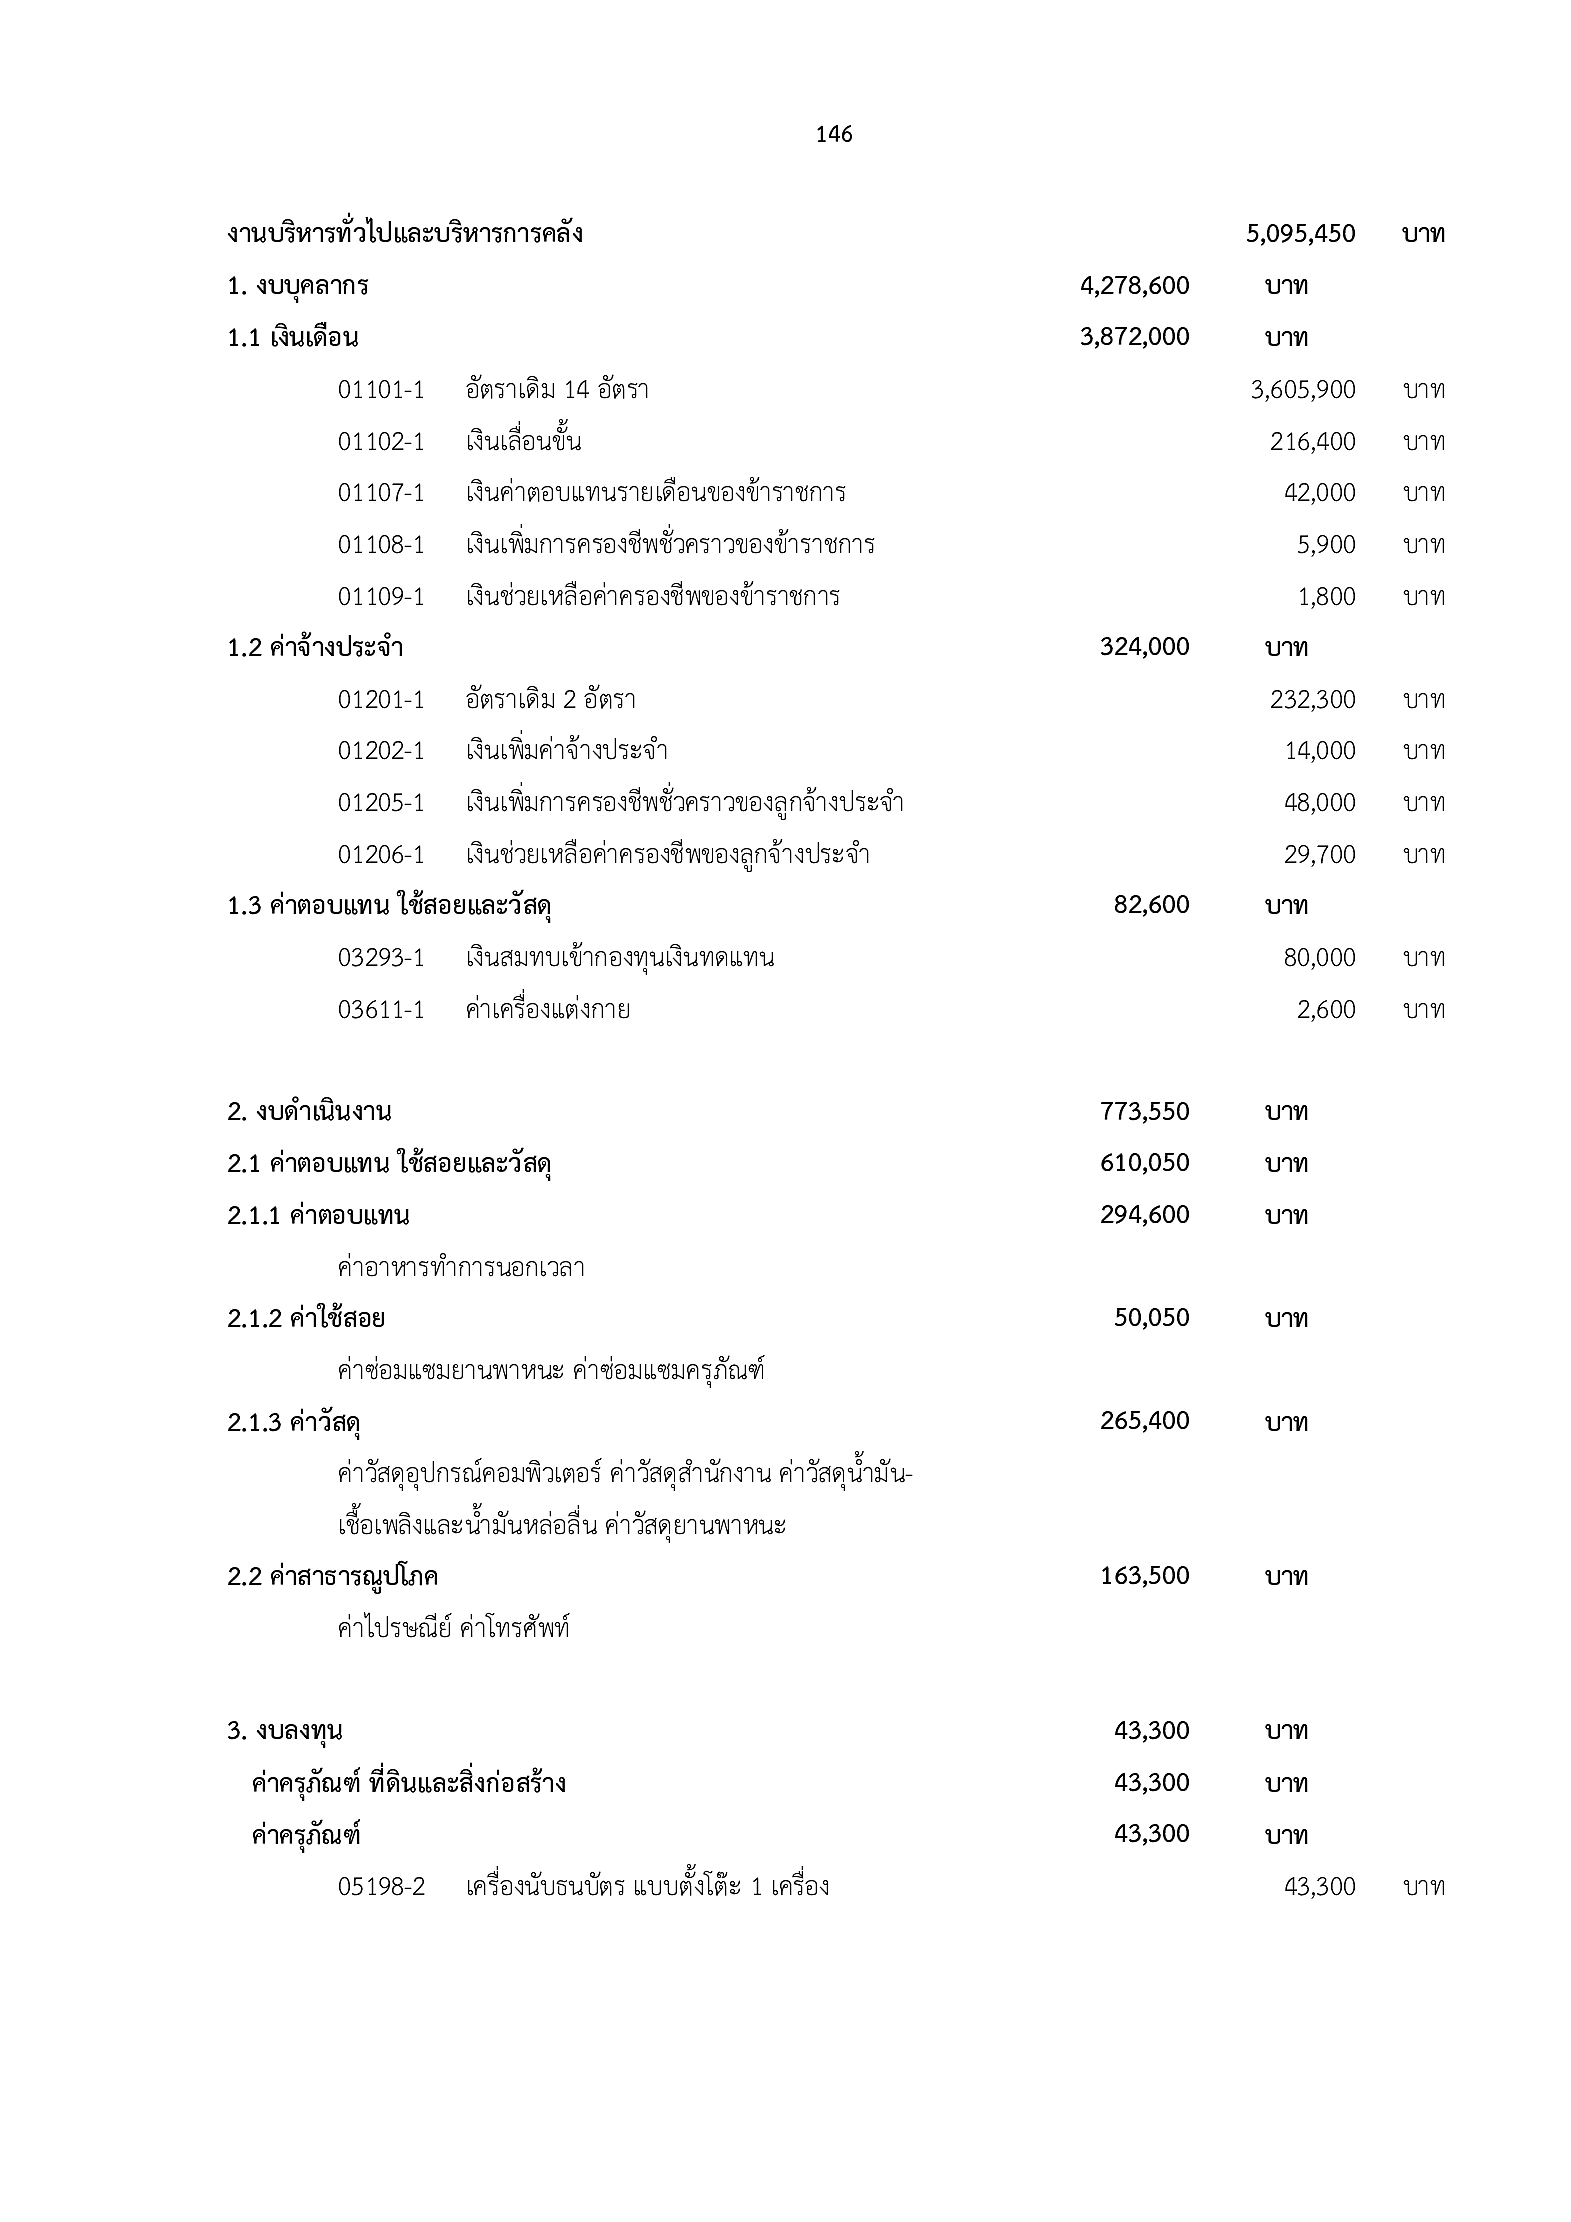 146
งานบริหารทั่วไปและบริหารการคลัง 5,095,450 บาท
1. งบบุคลากร 4,278,600 บาท
1.1 เงินเดือน 3,872,000 บาท
01101-1 อัตราเดิม 14 อัตรา 3,605,900 บาท
01102-1 เงินเลื่อนขั้น 216,400 บาท
01107-1 เงินค่าตอบแทนรายเดือนของข้าราชการ 42,000 บาท
01108-1 เงินเพิ่มการครองชีพชั่วคราวของข้าราชการ 5,900 บาท
01109-1 เงินช่วยเหลือค่าครองชีพของข้าราชการ 1,800 บาท
1.2 ค่าจ้างประจำ 324,000 บาท
01201-1 อัตราเดิม 2 อัตรา 232,300 บาท
01202-1 เงินเพิ่มค่าจ้างประจำ 14,000 บาท
01205-1 เงินเพิ่มการครองชีพชั่วคราวของลูกจ้างประจำ 48,000 บาท
01206-1 เงินช่วยเหลือค่าครองชีพของลูกจ้างประจำ 29,700 บาท
1.3 ค่าตอบแทน ใช้สอยและวัสดุ 82,600 บาท
03293-1 เงินสมทบเข้ากองทุนเงินทดแทน 80,000 บาท
03611-1 ค่าเครื่องแต่งกาย 2,600 บาท
2. งบดำเนินงาน 773,550 บาท
2.1 ค่าตอบแทน ใช้สอยและวัสดุ 610,050 บาท
2.1.1 ค่าตอบแทน 294,600 บาท
ค่าอาหารทำการนอกเวลา
2.1.2 ค่าใช้สอย 50,050 บาท
ค่าซ่อมแซมยานพาหนะ ค่าซ่อมแซมครุภัณฑ์
2.1.3 ค่าวัสดุ 265,400 บาท
ค่าวัสดุอุปกรณ์คอมพิวเตอร์ ค่าวัสดุสำนักงาน ค่าวัสดุน้ำมัน-
เชื้อเพลิงและน้ำมันหล่อลื่น ค่าวัสดุยานพาหนะ
2.2 ค่าสาธารณูปโภค 163,500 บาท
ค่าไปรษณีย์ ค่าโทรศัพท์
3. งบลงทุน 43,300 บาท
ค่าครุภัณฑ์ ที่ดินและสิ่งก่อสร้าง 43,300 บาท
ค่าครุภัณฑ์ 43,300 บาท
05198-2 เครื่องนับธนบัตร แบบตั้งโต๊ะ 1 เครื่อง 43,300 บาท